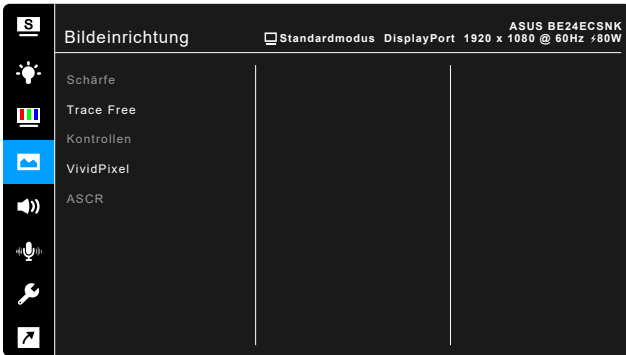 S
ASUS BE24ECSNK
Bildeinrichtung
Standardmodus DisplayPort 1920 x 1080 @ 60Hz ⚡80W
Schärfe
Trace Free
Kontrollen
VividPixel
ASCR